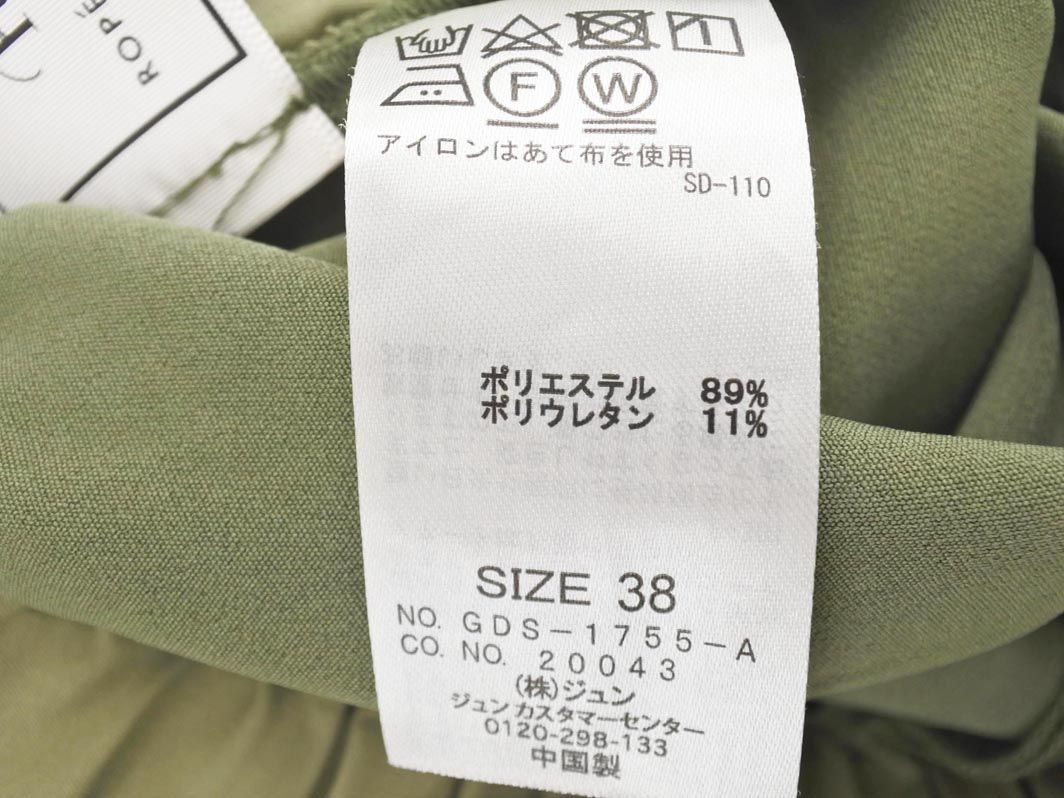 ROPÉ
F W
アイロンはあて布を使用
SD-110
ポリエステル 89%
ポリウレタン 11%
SIZE 38
NO. GDS-1755-A
CO. NO. 20043
(株)ジュン
ジュン カスタマーセンター
0120-298-133
中国製